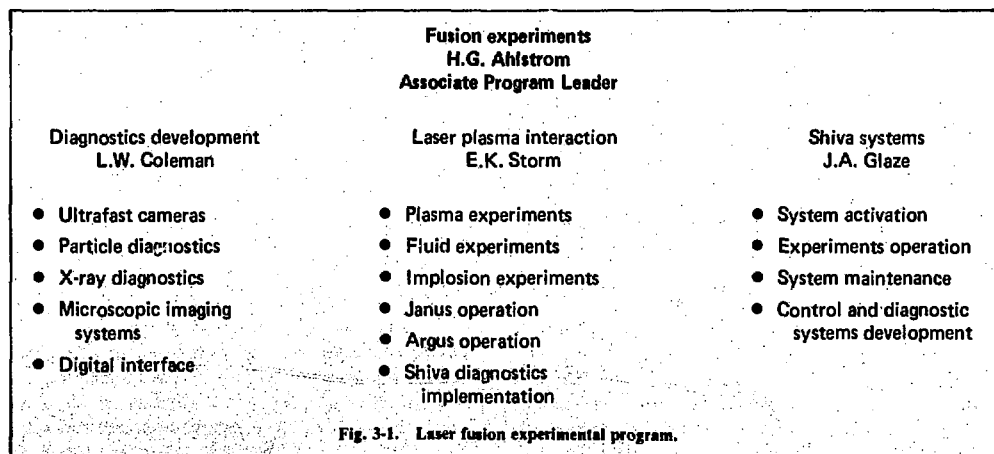 Fusion experiments
H.G. Ahlstrom
Associate Program Leader
Diagnostics development
L.W. Coleman
● Ultrafast cameras
● Particle diagnostics
● X-ray diagnostics
● Microscopic imaging
systems
● Digital interface
Laser plasma interaction
E.K. Storm
● Plasma experiments
● Fluid experiments
● Implosion experiments
● Janus operation
● Argus operation
● Shiva diagnostics
implementation
Shiva systems
J.A. Glaze
● System activation
● Experiments operation
● System maintenance
● Control and diagnostic
systems development
Fig. 3-1. Laser fusion experimental program.